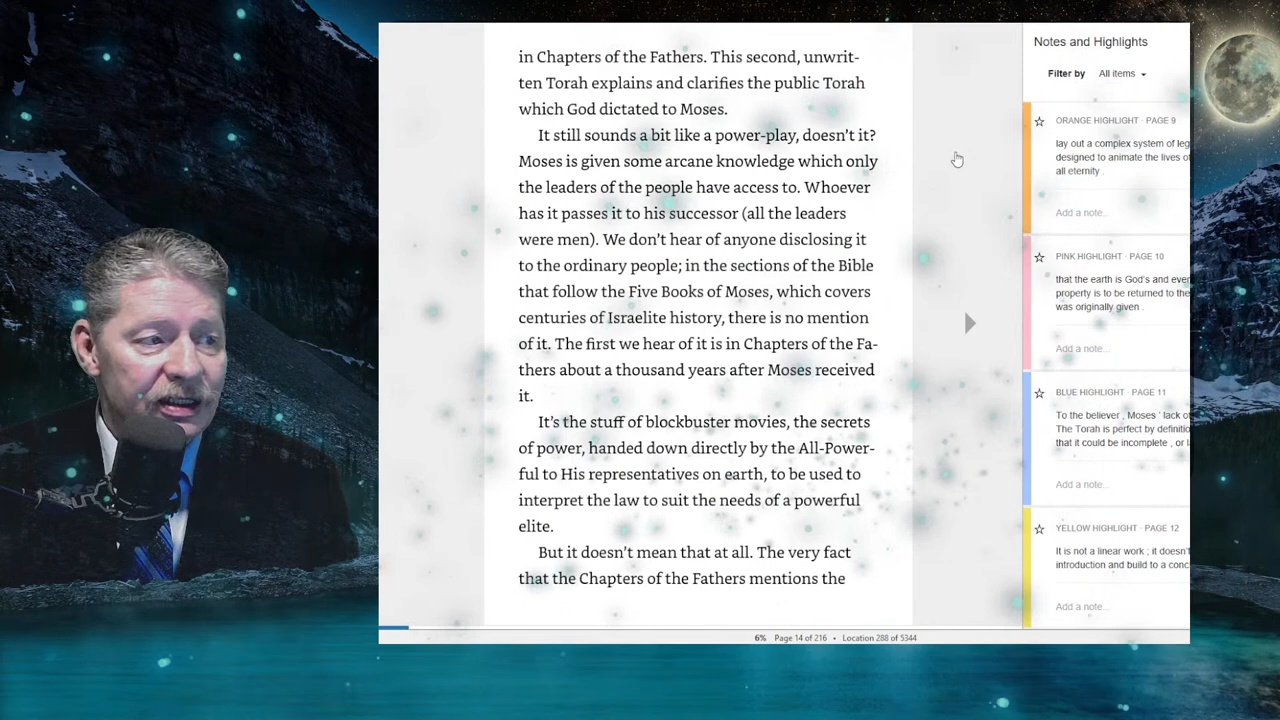 in Chapters of the Fathers. This second, unwrit-
ten Torah explains and clarifies the public Torah
which God dictated to Moses.
It still sounds a bit like a power-play, doesn't it?
Moses is given some arcane knowledge which only
the leaders of the people have access to. Whoever
has it passes it to his successor (all the leaders
were men). We don't hear of anyone disclosing it
to the ordinary people; in the sections of the Bible
that follow the Five Books of Moses, which covers
centuries of Israelite history, there is no mention
of it. The first we hear of it is in Chapters of the Fa-
thers about a thousand years after Moses received
it.
It's the stuff of blockbuster movies, the secrets
of power, handed down directly by the All-Power-
ful to His representatives on earth, to be used to
interpret the law to suit the needs of a powerful
elite.
But it doesn't mean that at all. The very fact
that the Chapters of the Fathers mentions the
6% Page 14 of 216 • Location 288 of 5344
Notes and Highlights
Filter by All items
ORANGE HIGHLIGHT · PAGE 9
lay out a complex system of leg
designed to animate the lives of
all eternity .
Add a note...
PINK HIGHLIGHT · PAGE 10
that the earth is God's and ever
property is to be returned to the
was originally given .
Add a note...
BLUE HIGHLIGHT · PAGE 11
To the believer , Moses ' lack of
The Torah is perfect by definitio
that it could be incomplete , or
Add a note...
YELLOW HIGHLIGHT · PAGE 12
It is not a linear work ; it doesn't
introduction and build to a conc
Add a note...